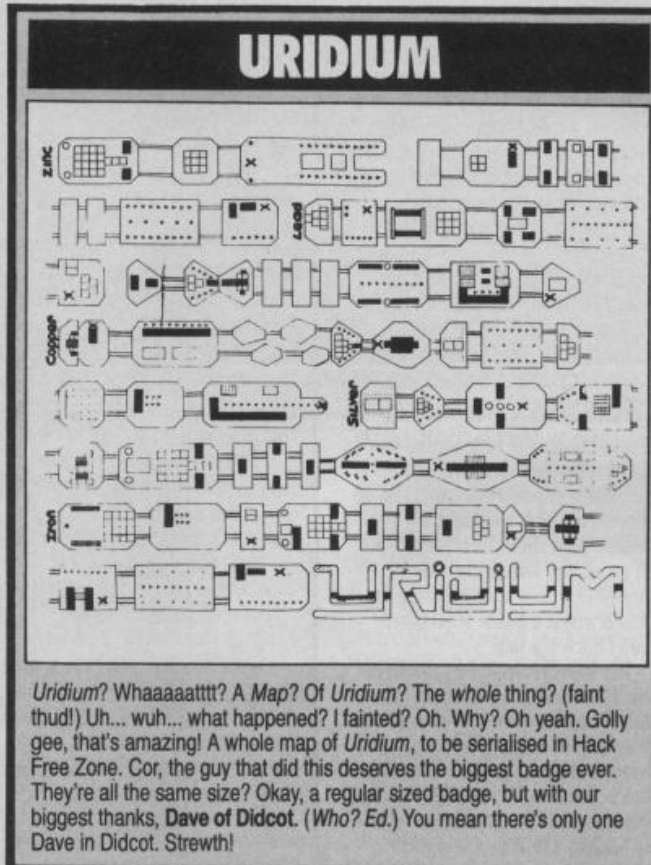 URIDIUM
Zinc
Lead
Copper
Silver
Iron
URIDIUM
Uridium? Whaaaaatttt? A Map? Of Uridium? The whole thing? (faint
thud!) Uh... wuh... what happened? I fainted? Oh. Why? Oh yeah. Golly
gee, that's amazing! A whole map of Uridium, to be serialised in Hack
Free Zone. Cor, the guy that did this deserves the biggest badge ever.
They're all the same size? Okay, a regular sized badge, but with our
biggest thanks, Dave of Didcot. (Who? Ed.) You mean there's only one
Dave in Didcot. Strewth!